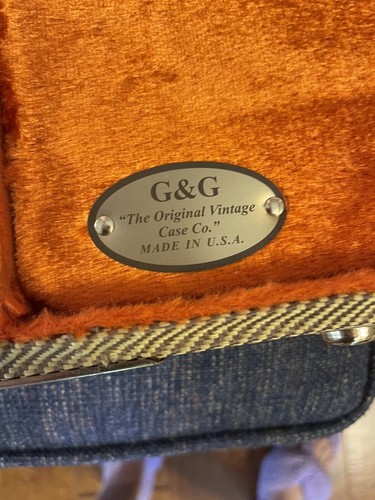 G&G
"The Original Vintage
Case Co."
MADE IN U.S.A.